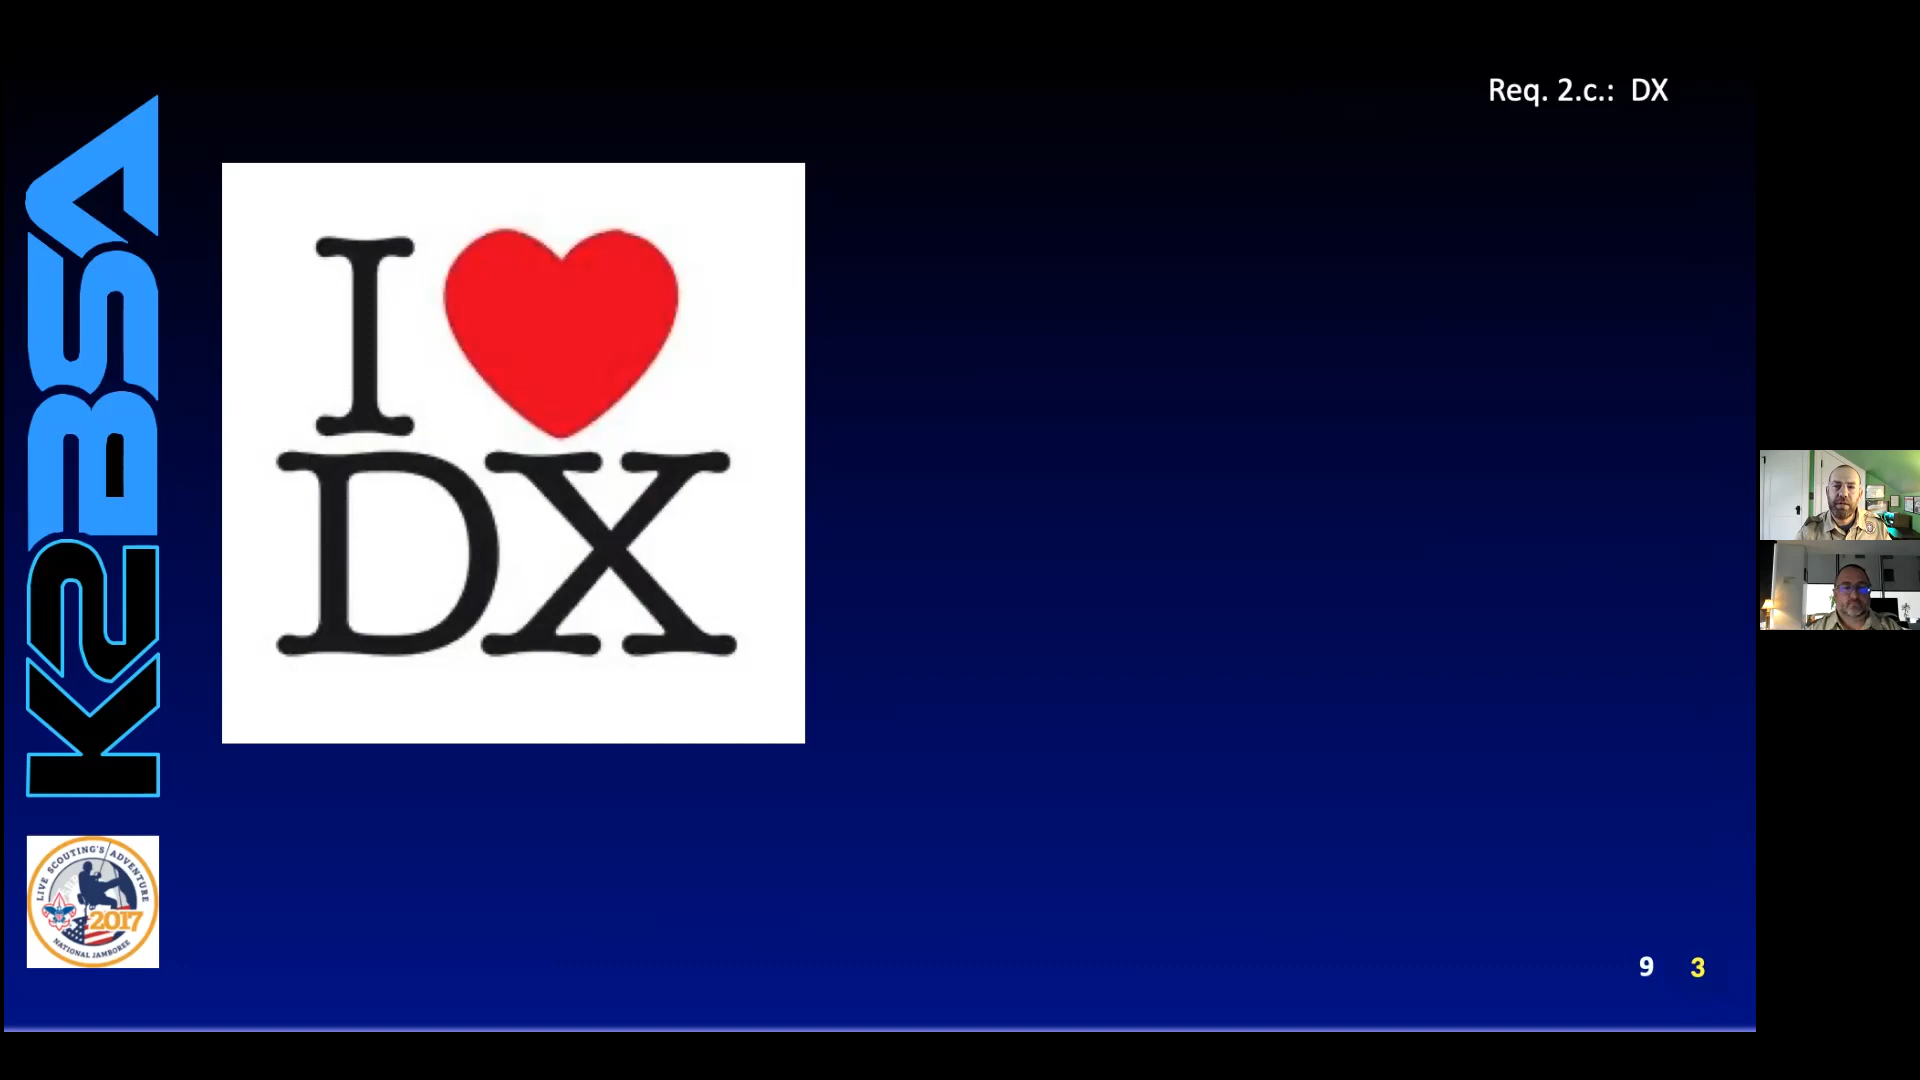 Req. 2.c.: DX
K2BSA
I
DX
LIVE SCOUTING'S ADVENTURE
2017
NATIONAL JAMBOREE
9 3